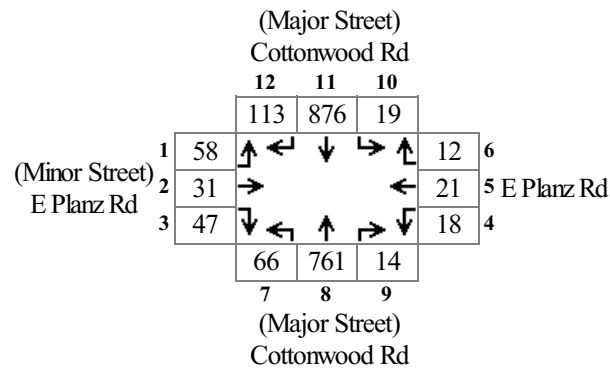 (Major Street)
Cottonwood Rd
12 11 10
113 876 19
1 58 12 6
(Minor Street) 2 31 21 5 E Planz Rd
E Planz Rd
3 47 18 4
66 761 14
7 8 9
(Major Street)
Cottonwood Rd